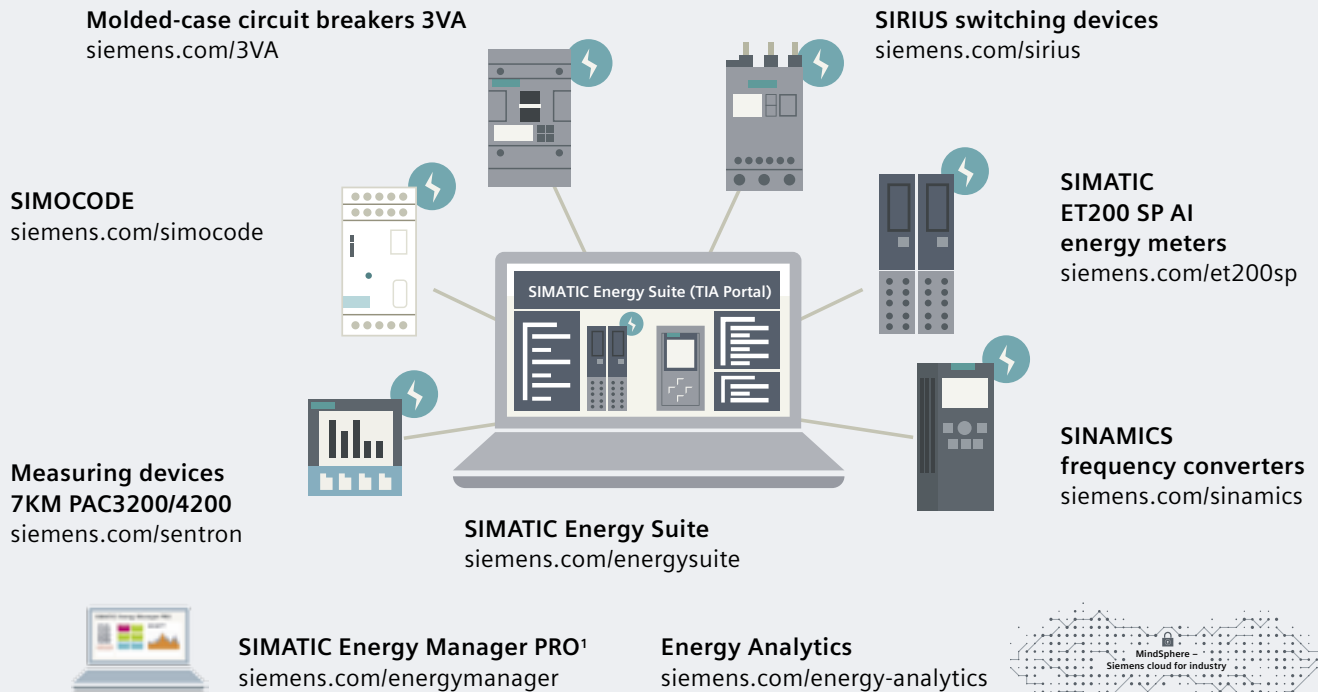 Molded-case circuit breakers 3VA
siemens.com/3VA
SIRIUS switching devices
siemens.com/sirius
SIMOCODE
siemens.com/simocode
SIMATIC
ET200 SP AI
energy meters
siemens.com/et200sp
SIMATIC Energy Suite (TIA Portal)
Measuring devices
7KM PAC3200/4200
siemens.com/sentron
SINAMICS
frequency converters
siemens.com/sinamics
SIMATIC Energy Suite
siemens.com/energysuite
SIMATIC Energy Manager PRO¹
siemens.com/energymanager
Energy Analytics
siemens.com/energy-analytics
MindSphere –
Siemens cloud for industry